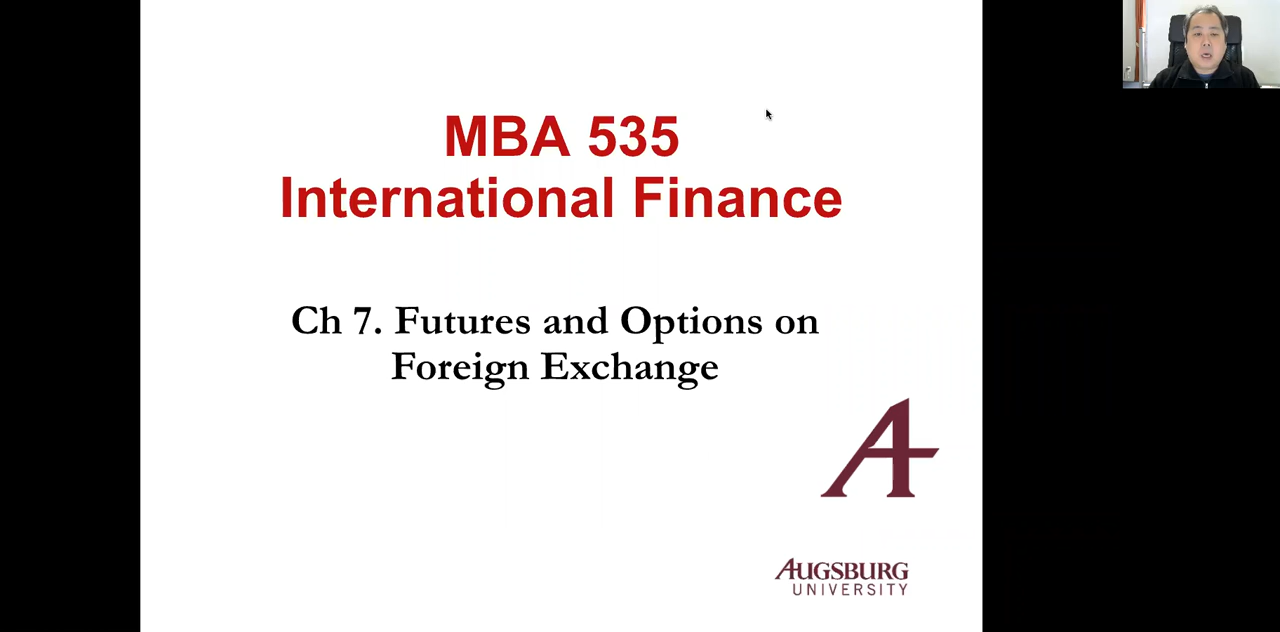 MBA 535
International Finance
Ch 7. Futures and Options on
Foreign Exchange
A
AUGSBURG
UNIVERSITY